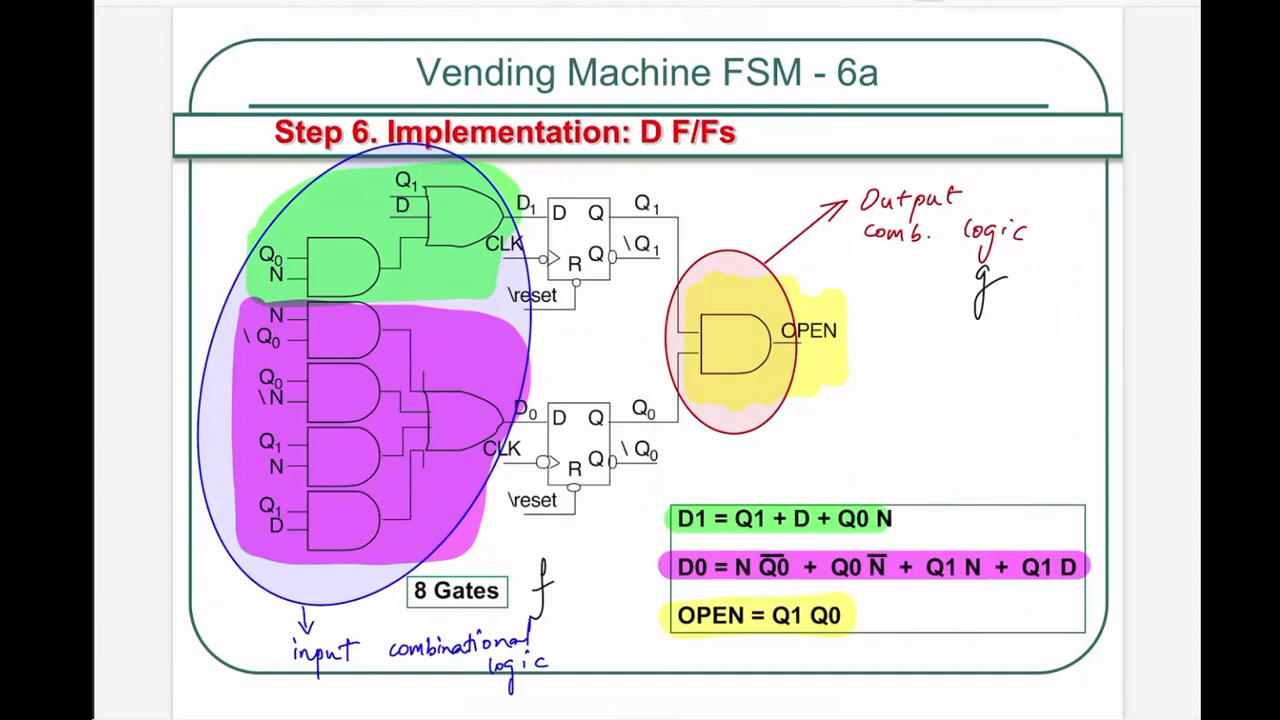 Vending Machine FSM - 6a
Step 6. Implementation: D F/Fs
Q1
D
Q0
N
D1
CLK
D Q
Q
R
\reset
Q1
\Q1
N
\ Q0
Q0
\N
Q1
N
Q1
D
D0
CLK
D Q
Q
R
\reset
Q0
\ Q0
OPEN
Output
comb. logic
g
D1 = Q1 + D + Q0 N
D0 = N Q̅0̅ + Q0 N̅ + Q1 N + Q1 D
OPEN = Q1 Q0
8 Gates
f
input combinational
logic